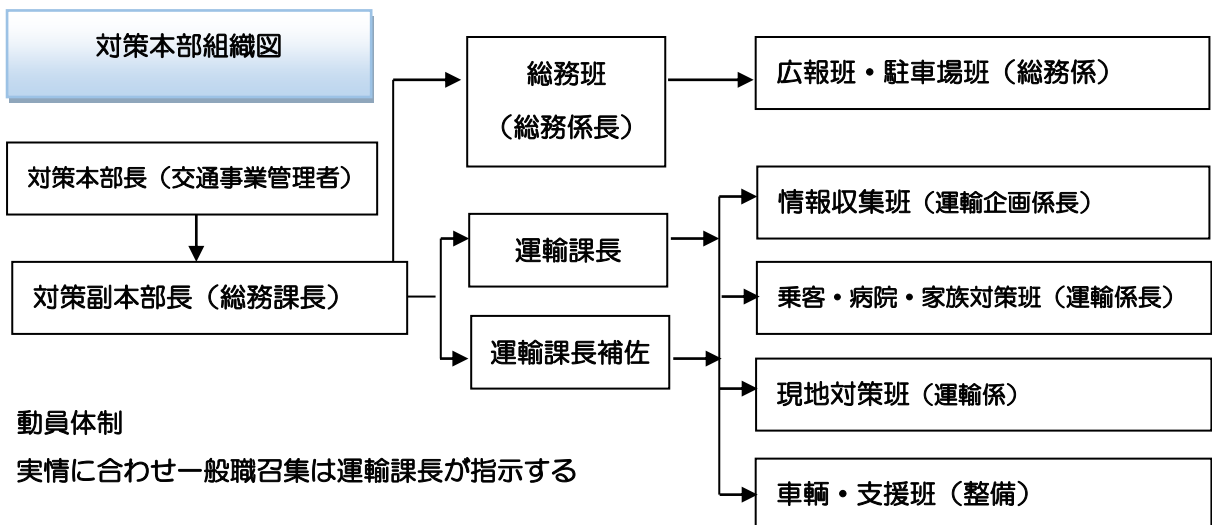 対策本部組織図
対策本部長（交通事業管理者）
対策副本部長（総務課長）
総務班
（総務係長）
広報班・駐車場班（総務係）
運輸課長
運輸課長補佐
情報収集班（運輸企画係長）
乗客・病院・家族対策班（運輸係長）
現地対策班（運輸係）
車輌・支援班（整備）
動員体制
実情に合わせ一般職召集は運輸課長が指示する